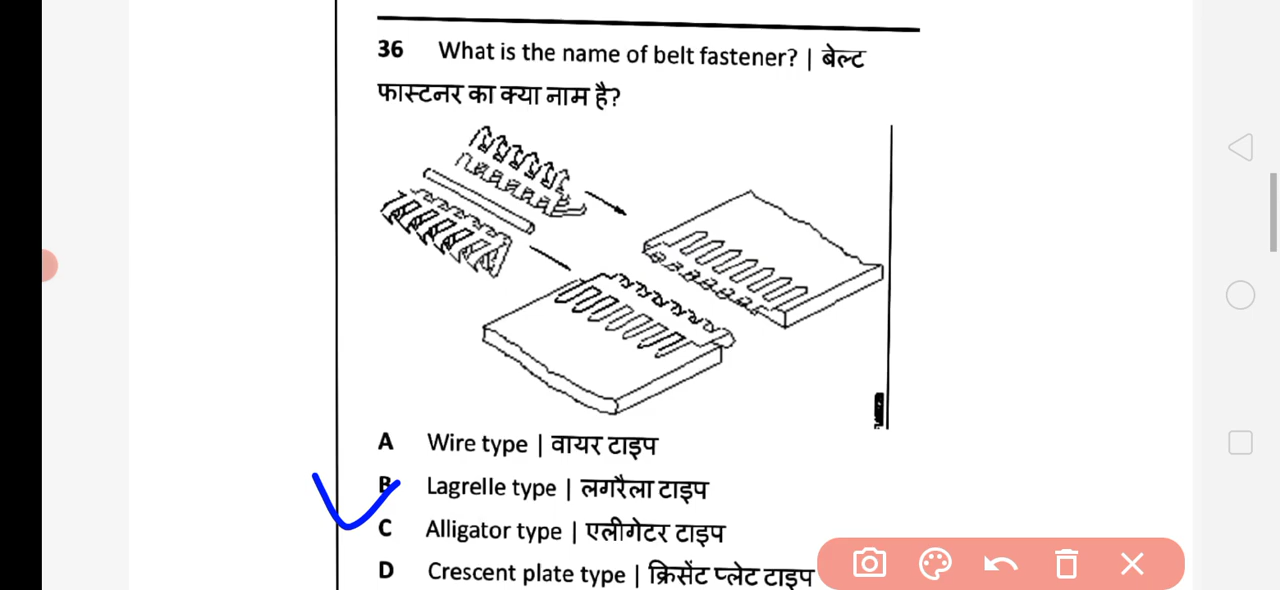 36 What is the name of belt fastener? | बेल्ट
फास्टनर का क्या नाम है?
A Wire type | वायर टाइप
B Lagrelle type | लगरैला टाइप
C Alligator type | एलीगेटर टाइप
D Crescent plate type | क्रिसेंट प्लेट टाइप